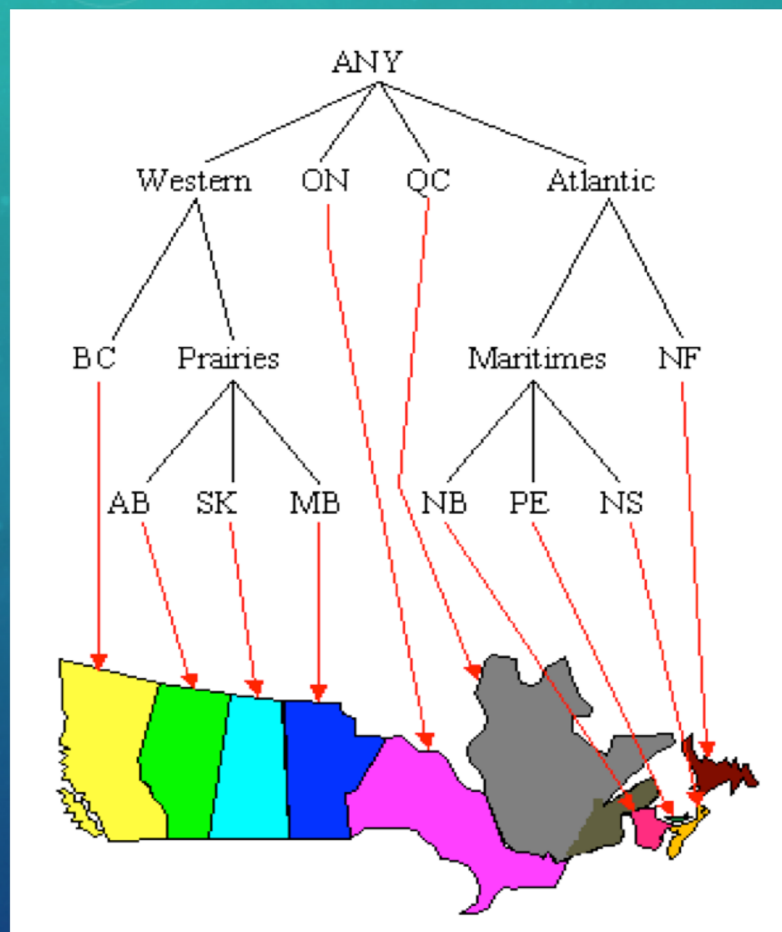 ANY
Western ON QC Atlantic
BC Prairies Maritimes NF
AB SK MB NB PE NS